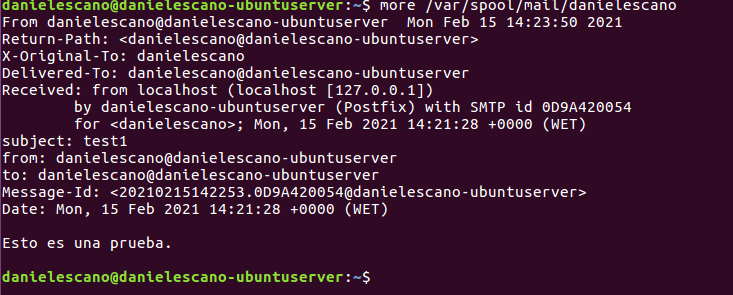 danielescano@danielescano-ubuntuserver:~$ more /var/spool/mail/danielescano
From danielescano@danielescano-ubuntuserver  Mon Feb 15 14:23:50 2021
Return-Path: <danielescano@danielescano-ubuntuserver>
X-Original-To: danielescano
Delivered-To: danielescano@danielescano-ubuntuserver
Received: from localhost (localhost [127.0.0.1])
        by danielescano-ubuntuserver (Postfix) with SMTP id 0D9A420054
        for <danielescano>; Mon, 15 Feb 2021 14:21:28 +0000 (WET)
subject: test1
from: danielescano@danielescano-ubuntuserver
to: danielescano@danielescano-ubuntuserver
Message-Id: <20210215142253.0D9A420054@danielescano-ubuntuserver>
Date: Mon, 15 Feb 2021 14:21:28 +0000 (WET)

Esto es una prueba.

danielescano@danielescano-ubuntuserver:~$